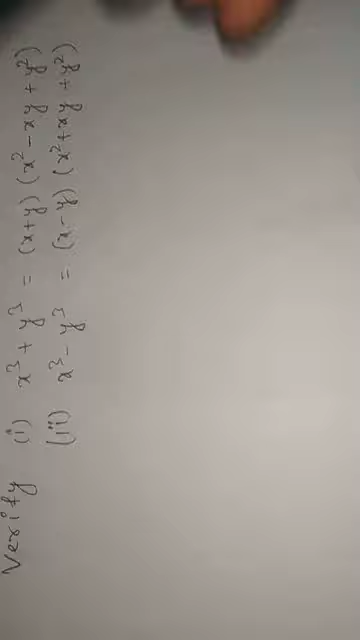 Verify (i) x³ + y³ = (x+y) (x² - xy + y²)
(ii) x³ - y³ = (x - y) (x² + xy + y²)